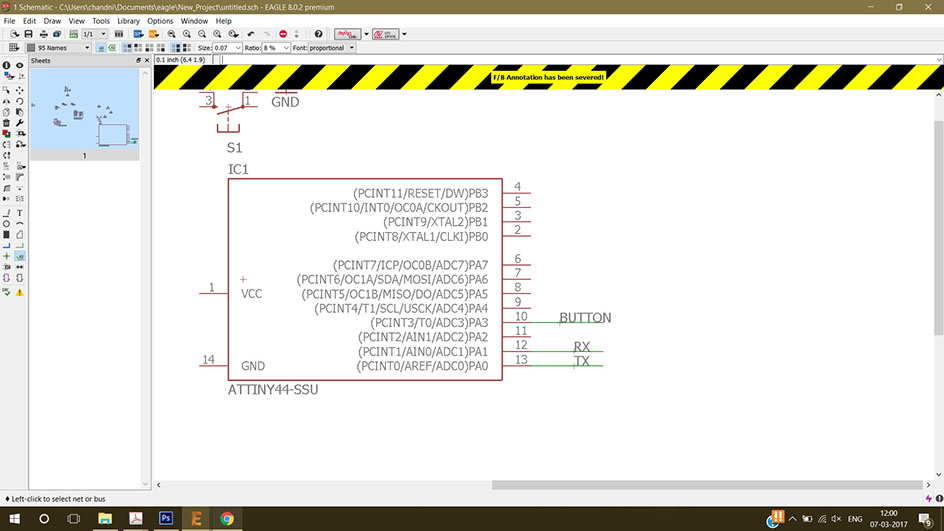 1 Schematic - C:\Users\chandni\Documents\eagle\New_Project\untitled.sch - EAGLE 8.0.2 premium
File Edit Draw View Tools Library Options Window Help
1/1
95 Names Size: 0.07 Ratio: 8 % Font: proportional
Sheets
0.1 inch (6.4 1.9)
F/B Annotation has been severed!
1
3 1 GND
S1
IC1
(PCINT11/RESET/DW)PB3 4
(PCINT10/INT0/OC0A/CKOUT)PB2 5
(PCINT9/XTAL2)PB1 3
(PCINT8/XTAL1/CLKI)PB0 2
(PCINT7/ICP/OC0B/ADC7)PA7 6
(PCINT6/OC1A/SDA/MOSI/ADC6)PA6 7
1 VCC (PCINT5/OC1B/MISO/DO/ADC5)PA5 8
(PCINT4/T1/SCL/USCK/ADC4)PA4 9
(PCINT3/T0/ADC3)PA3 10 BUTTON
(PCINT2/AIN1/ADC2)PA2 11
(PCINT1/AIN0/ADC1)PA1 12 RX
14 GND (PCINT0/AREF/ADC0)PA0 13 TX
ATTINY44-SSU
Left-click to select net or bus
ENG
12:00
07-03-2017